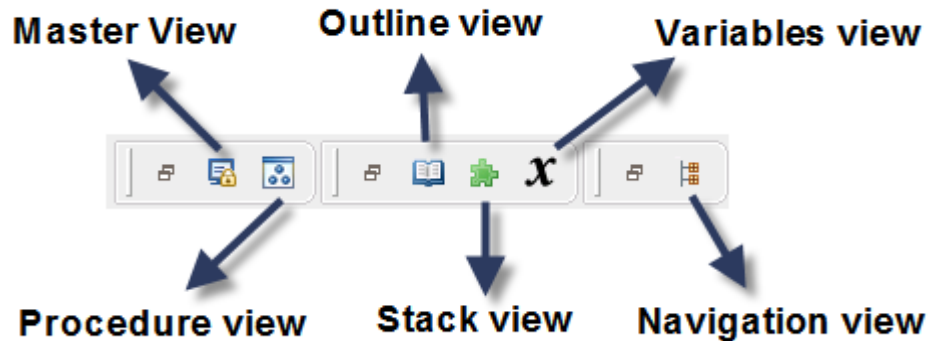 Master View
Outline view
Variables view
x
Procedure view
Stack view
Navigation view